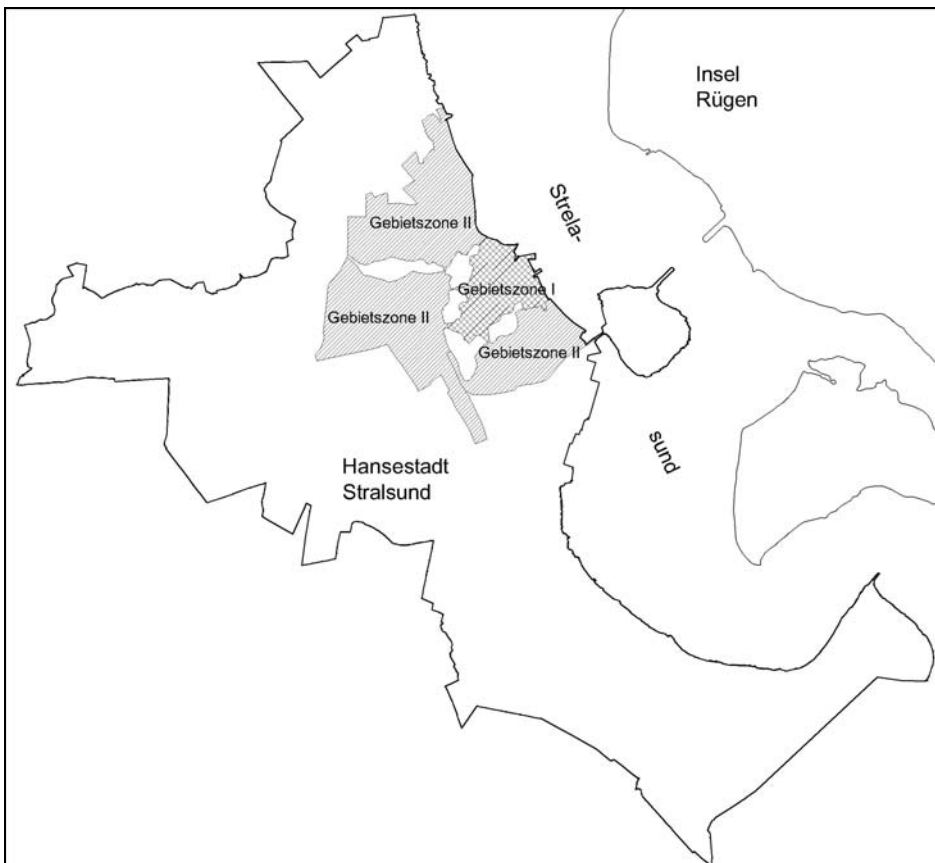 Insel
Rügen
Strela-
sund
Gebietszone II
Gebietszone I
Gebietszone II
Gebietszone II
Hansestadt
Stralsund